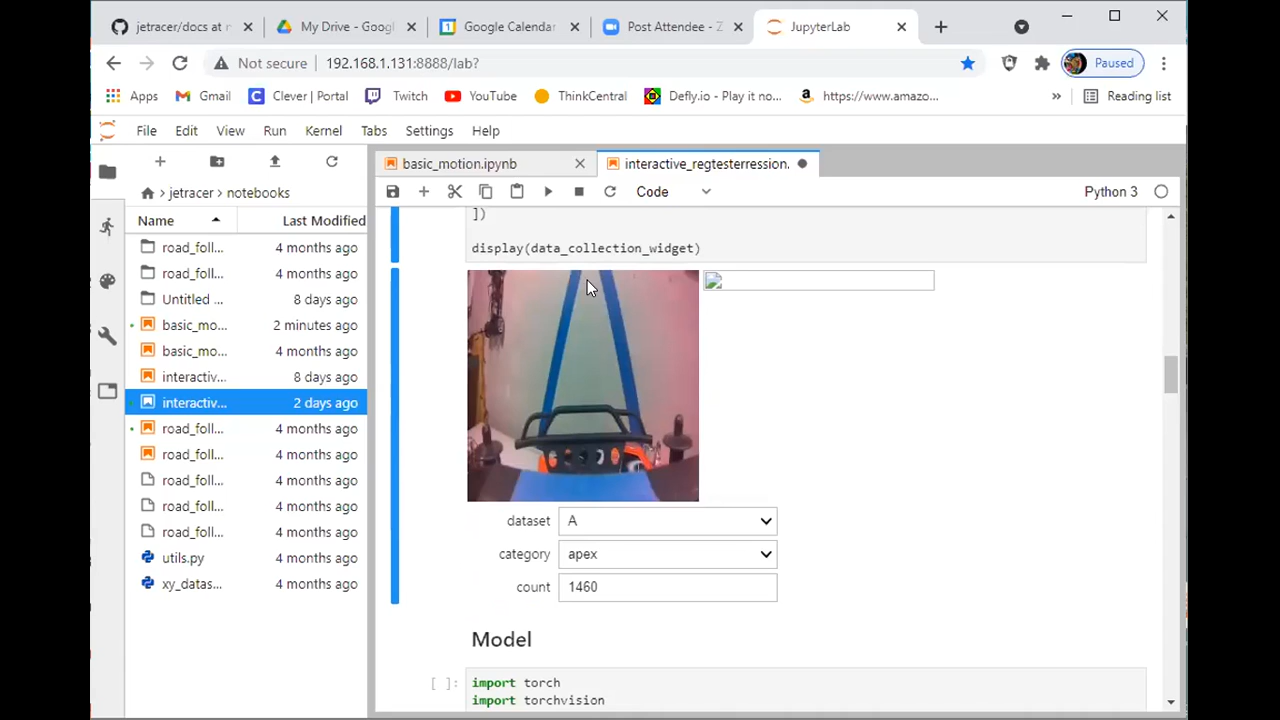 jetracer/docs at r
My Drive - Googl
Google Calendar
Post Attendee - Z
JupyterLab
Not secure
192.168.1.131:8888/lab?
Paused
Apps
Gmail
Clever | Portal
Twitch
YouTube
ThinkCentral
Defly.io - Play it no...
https://www.amazo...
»
Reading list
File
Edit
View
Run
Kernel
Tabs
Settings
Help
basic_motion.ipynb
interactive_regtesterression.
/ jetracer / notebooks
Code
Python 3
Name
Last Modified
road_foll... 4 months ago
road_foll... 4 months ago
Untitled ... 8 days ago
basic_mo... 2 minutes ago
basic_mo... 4 months ago
interactiv... 8 days ago
interactiv... 2 days ago
road_foll... 4 months ago
road_foll... 4 months ago
road_foll... 4 months ago
road_foll... 4 months ago
road_foll... 4 months ago
utils.py 4 months ago
xy_datas... 4 months ago
])
display(data_collection_widget)
dataset A
category apex
count 1460
Model
[ ]: import torch
import torchvision